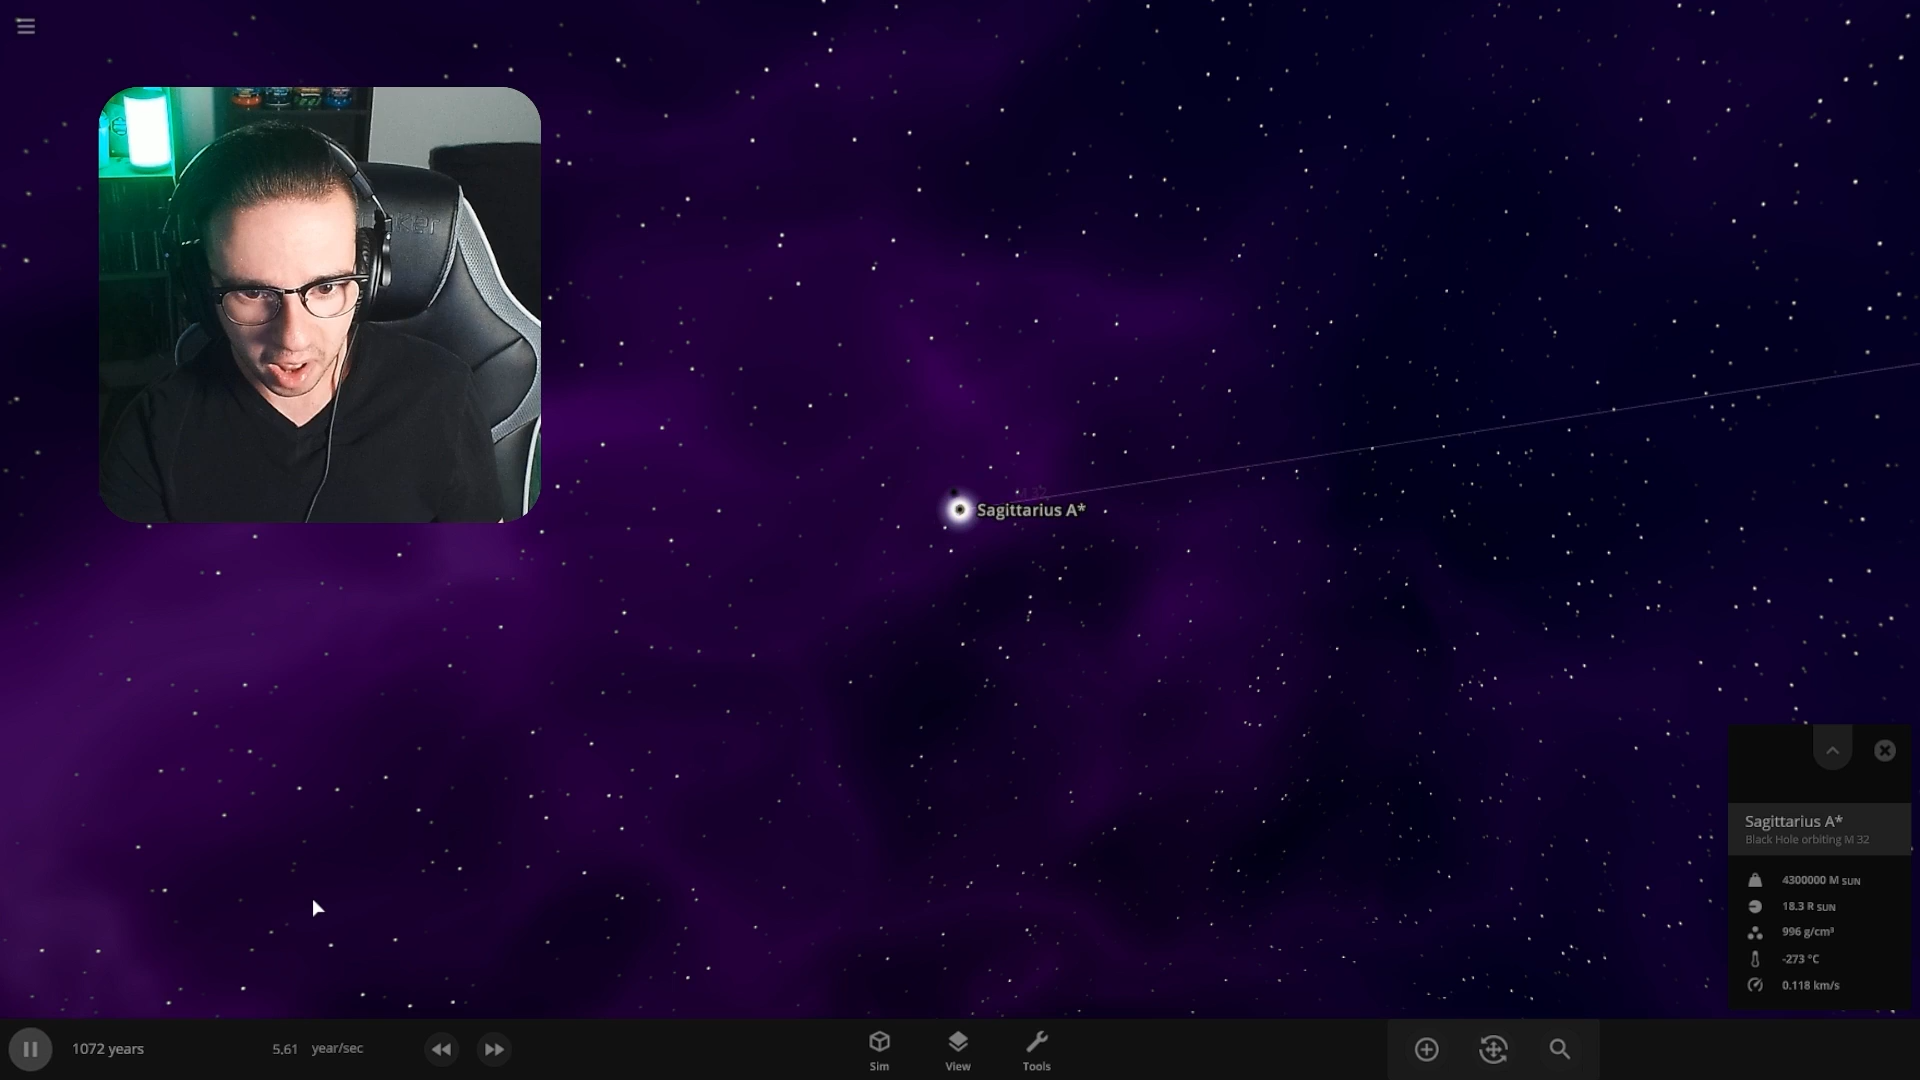 Sagittarius A*
Sagittarius A*
Black Hole orbiting M 32
4300000 M SUN
18.3 R SUN
996 g/cm³
-273 °C
0.118 km/s
1072 years
5.61 year/sec
Sim
View
Tools